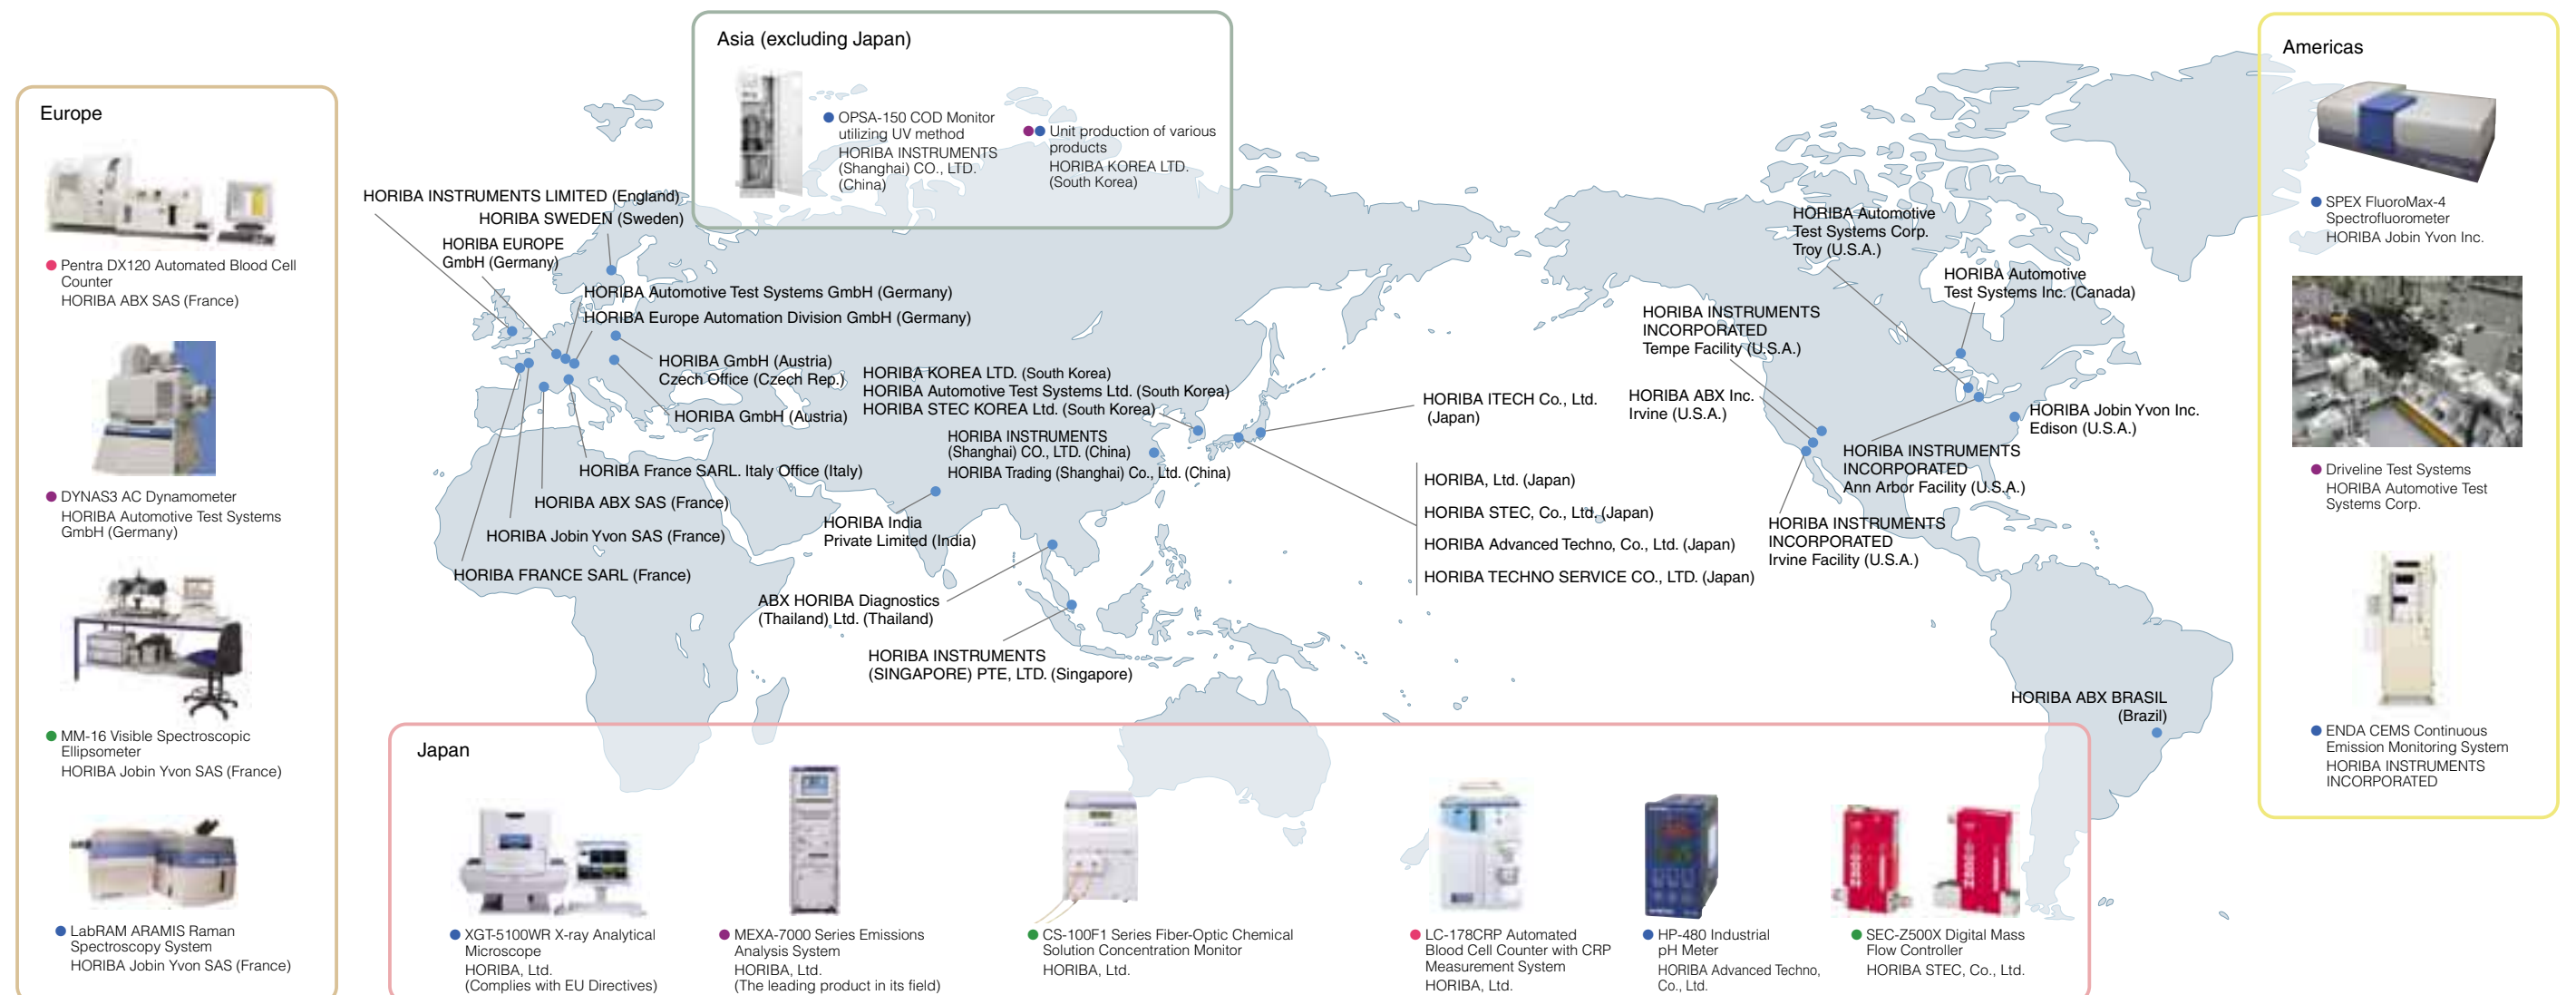 Asia (excluding Japan)
OPSA-150 COD Monitor
utilizing UV method
HORIBA INSTRUMENTS
(Shanghai) CO., LTD.
(China)
Unit production of various
products
HORIBA KOREA LTD.
(South Korea)
Americas
SPEX FluoroMax-4
Spectrofluorometer
HORIBA Jobin Yvon Inc.
Driveline Test Systems
HORIBA Automotive Test
Systems Corp.
ENDA CEMS Continuous
Emission Monitoring System
HORIBA INSTRUMENTS
INCORPORATED
Europe
Pentra DX120 Automated Blood Cell
Counter
HORIBA ABX SAS (France)
DYNAS3 AC Dynamometer
HORIBA Automotive Test Systems
GmbH (Germany)
MM-16 Visible Spectroscopic
Ellipsometer
HORIBA Jobin Yvon SAS (France)
LabRAM ARAMIS Raman
Spectroscopy System
HORIBA Jobin Yvon SAS (France)
HORIBA INSTRUMENTS LIMITED (England)
HORIBA SWEDEN (Sweden)
HORIBA EUROPE
GmbH (Germany)
HORIBA Automotive Test Systems GmbH (Germany)
HORIBA Europe Automation Division GmbH (Germany)
HORIBA GmbH (Austria)
Czech Office (Czech Rep.)
HORIBA GmbH (Austria)
HORIBA France SARL. Italy Office (Italy)
HORIBA ABX SAS (France)
HORIBA Jobin Yvon SAS (France)
HORIBA FRANCE SARL (France)
HORIBA KOREA LTD. (South Korea)
HORIBA Automotive Test Systems Ltd. (South Korea)
HORIBA STEC KOREA Ltd. (South Korea)
HORIBA INSTRUMENTS
(Shanghai) CO., LTD. (China)
HORIBA Trading (Shanghai) Co., Ltd. (China)
HORIBA India
Private Limited (India)
ABX HORIBA Diagnostics
(Thailand) Ltd. (Thailand)
HORIBA INSTRUMENTS
(SINGAPORE) PTE, LTD. (Singapore)
HORIBA ITECH Co., Ltd.
(Japan)
HORIBA, Ltd. (Japan)
HORIBA STEC, Co., Ltd. (Japan)
HORIBA Advanced Techno, Co., Ltd. (Japan)
HORIBA TECHNO SERVICE CO., LTD. (Japan)
HORIBA Automotive
Test Systems Corp.
Troy (U.S.A.)
HORIBA Automotive
Test Systems Inc. (Canada)
HORIBA INSTRUMENTS
INCORPORATED
Tempe Facility (U.S.A.)
HORIBA ABX Inc.
Irvine (U.S.A.)
HORIBA Jobin Yvon Inc.
Edison (U.S.A.)
HORIBA INSTRUMENTS
INCORPORATED
Ann Arbor Facility (U.S.A.)
HORIBA INSTRUMENTS
INCORPORATED
Irvine Facility (U.S.A.)
HORIBA ABX BRASIL
(Brazil)
Japan
XGT-5100WR X-ray Analytical
Microscope
HORIBA, Ltd.
(Complies with EU Directives)
MEXA-7000 Series Emissions
Analysis System
HORIBA, Ltd.
(The leading product in its field)
CS-100F1 Series Fiber-Optic Chemical
Solution Concentration Monitor
HORIBA, Ltd.
LC-178CRP Automated
Blood Cell Counter with CRP
Measurement System
HORIBA, Ltd.
HP-480 Industrial
pH Meter
HORIBA Advanced Techno,
Co., Ltd.
Z500X
Z500X
SEC-Z500X Digital Mass
Flow Controller
HORIBA STEC, Co., Ltd.